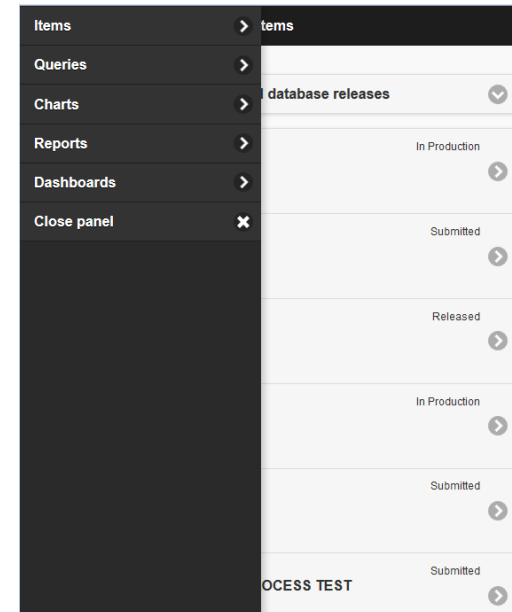 Items
Queries
Charts
Reports
Dashboards
Close panel
tems
database releases
In Production
Submitted
Released
In Production
Submitted
Submitted
OCESS TEST